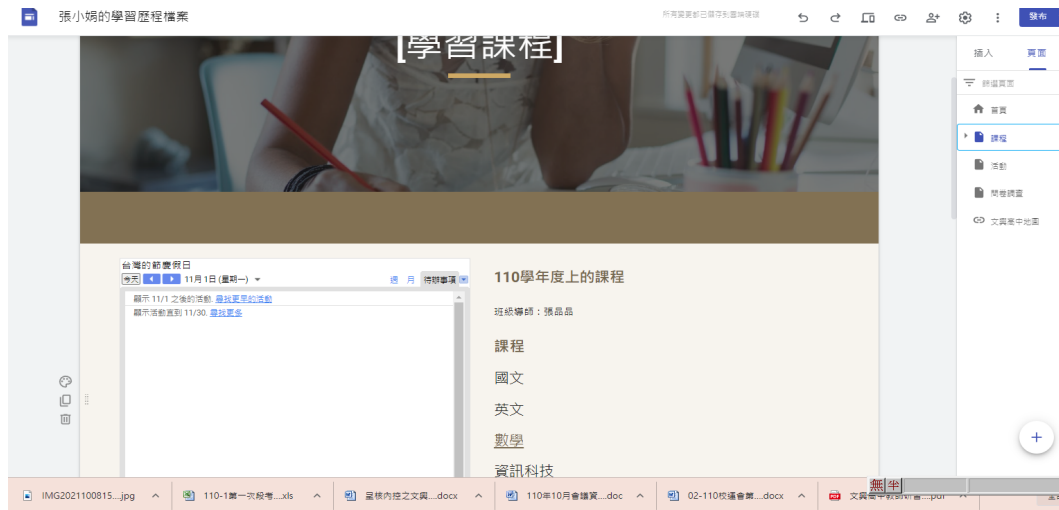 張小娟的學習歷程檔案
所有變更都已儲存到雲端硬碟
發布
[學習課程]
插入
頁面
篩選頁面
首頁
課程
活動
問卷調查
文興高中地圖
台灣的節慶假日
今天
11月 1日 (星期一)
週
月
待辦事項
顯示 11/1 之後的活動. 尋找更早的活動
顯示活動直到 11/30. 尋找更多
110學年度上的課程
班級導師：張晶晶
課程
國文
英文
數學
資訊科技
IMG2021100815....jpg
110-1第一次段考....xls
呈核內控之文興....docx
110年10月會議資....doc
02-110校運會第....docx
無 半